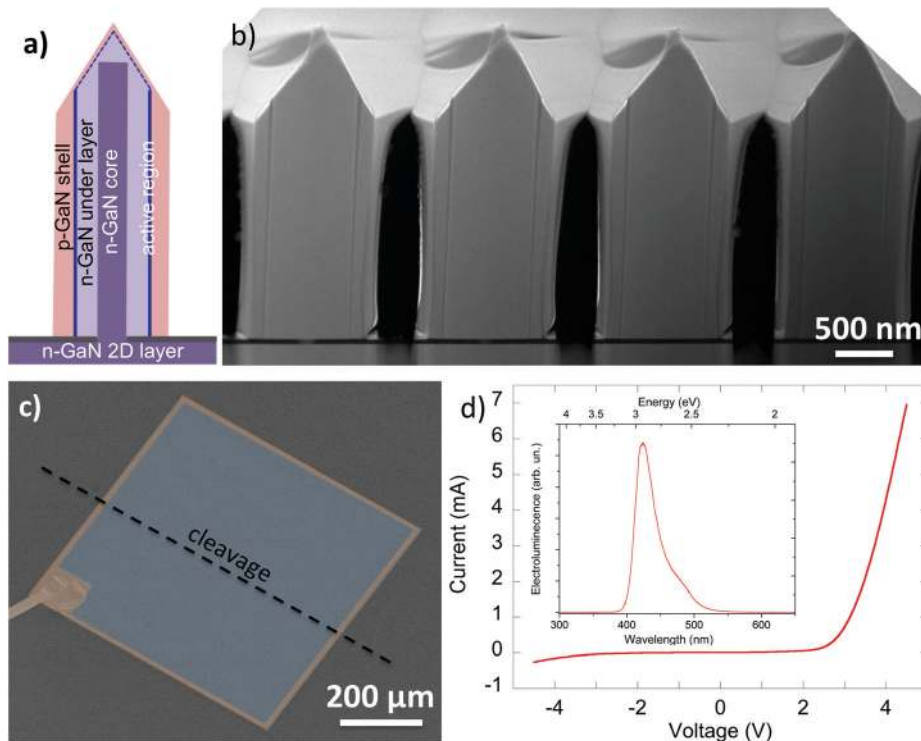 a)
p-GaN shell
n-GaN under layer
n-GaN core
active region
n-GaN 2D layer
b)
500 nm
c)
cleavage
200 µm
d)
Energy (eV)
4 3.5 3 2.5 2
Electroluminecence (arb. un.)
300 400 500 600
Wavelength (nm)
Current (mA)
7
6
5
4
3
2
1
0
-1
-4 -2 0 2 4
Voltage (V)